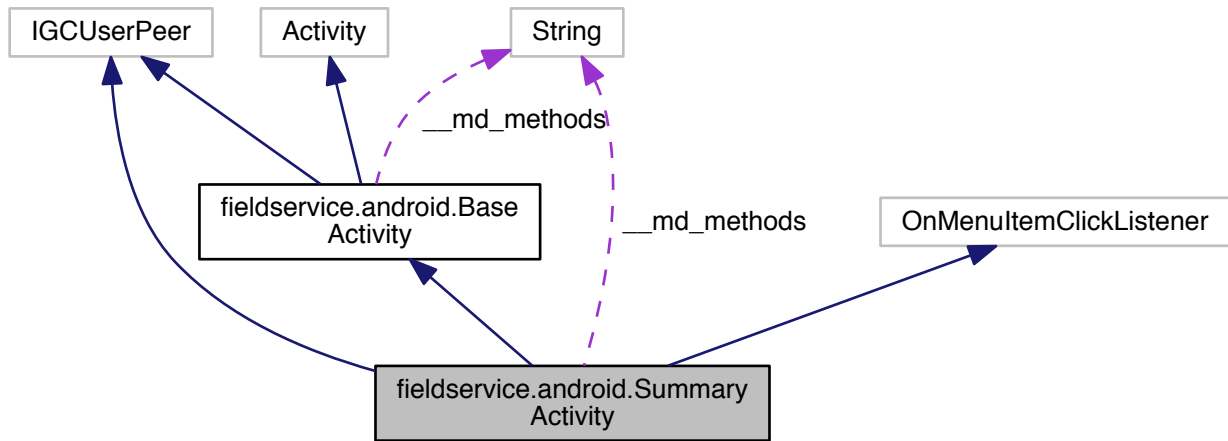 IGCUserPeer
Activity
String
__md_methods
fieldservice.android.Base
Activity
__md_methods
OnMenuItemClickListener
fieldservice.android.Summary
Activity